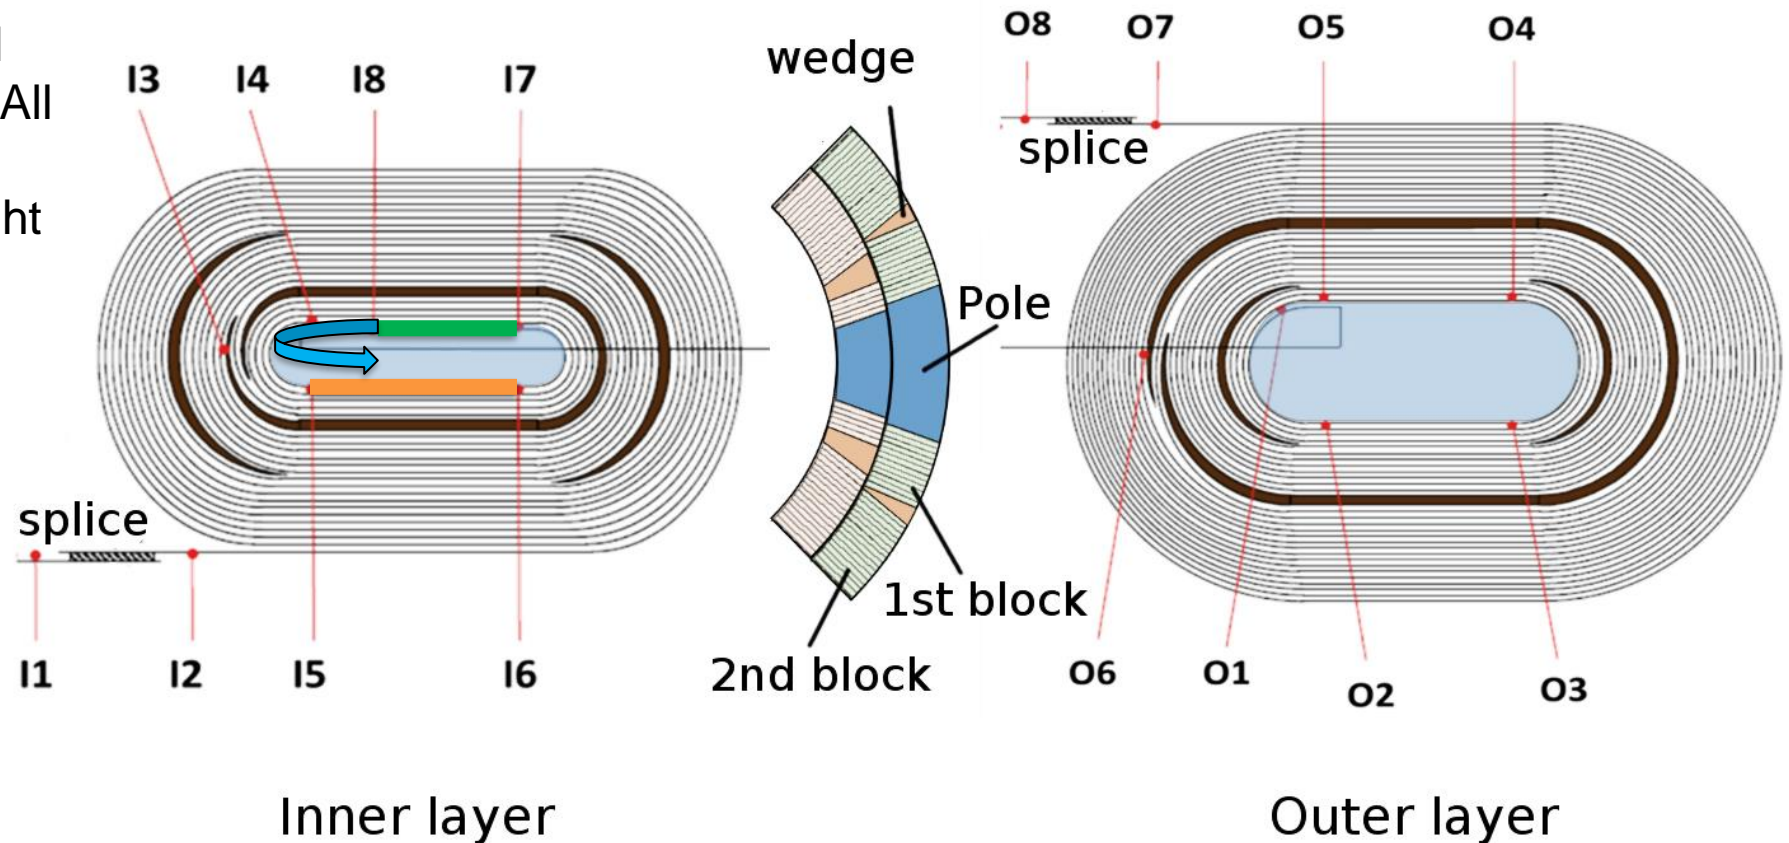 All
ht
I3
I4
I8
I7
wedge
O8
O7
O5
O4
splice
Pole
splice
1st block
2nd block
I1
I2
I5
I6
O6
O1
O2
O3
Inner layer
Outer layer